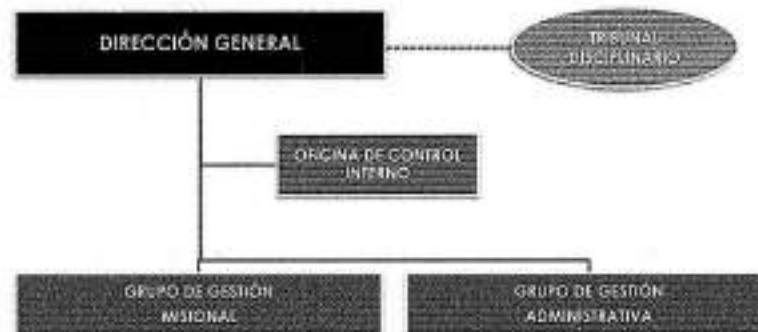 DIRECCIÓN GENERAL
TRIBUNAL
DISCIPLINARIO
OFICINA DE CONTROL
INTERNO
GRUPO DE GESTIÓN
MISIONAL
GRUPO DE GESTIÓN
ADMINISTRATIVA